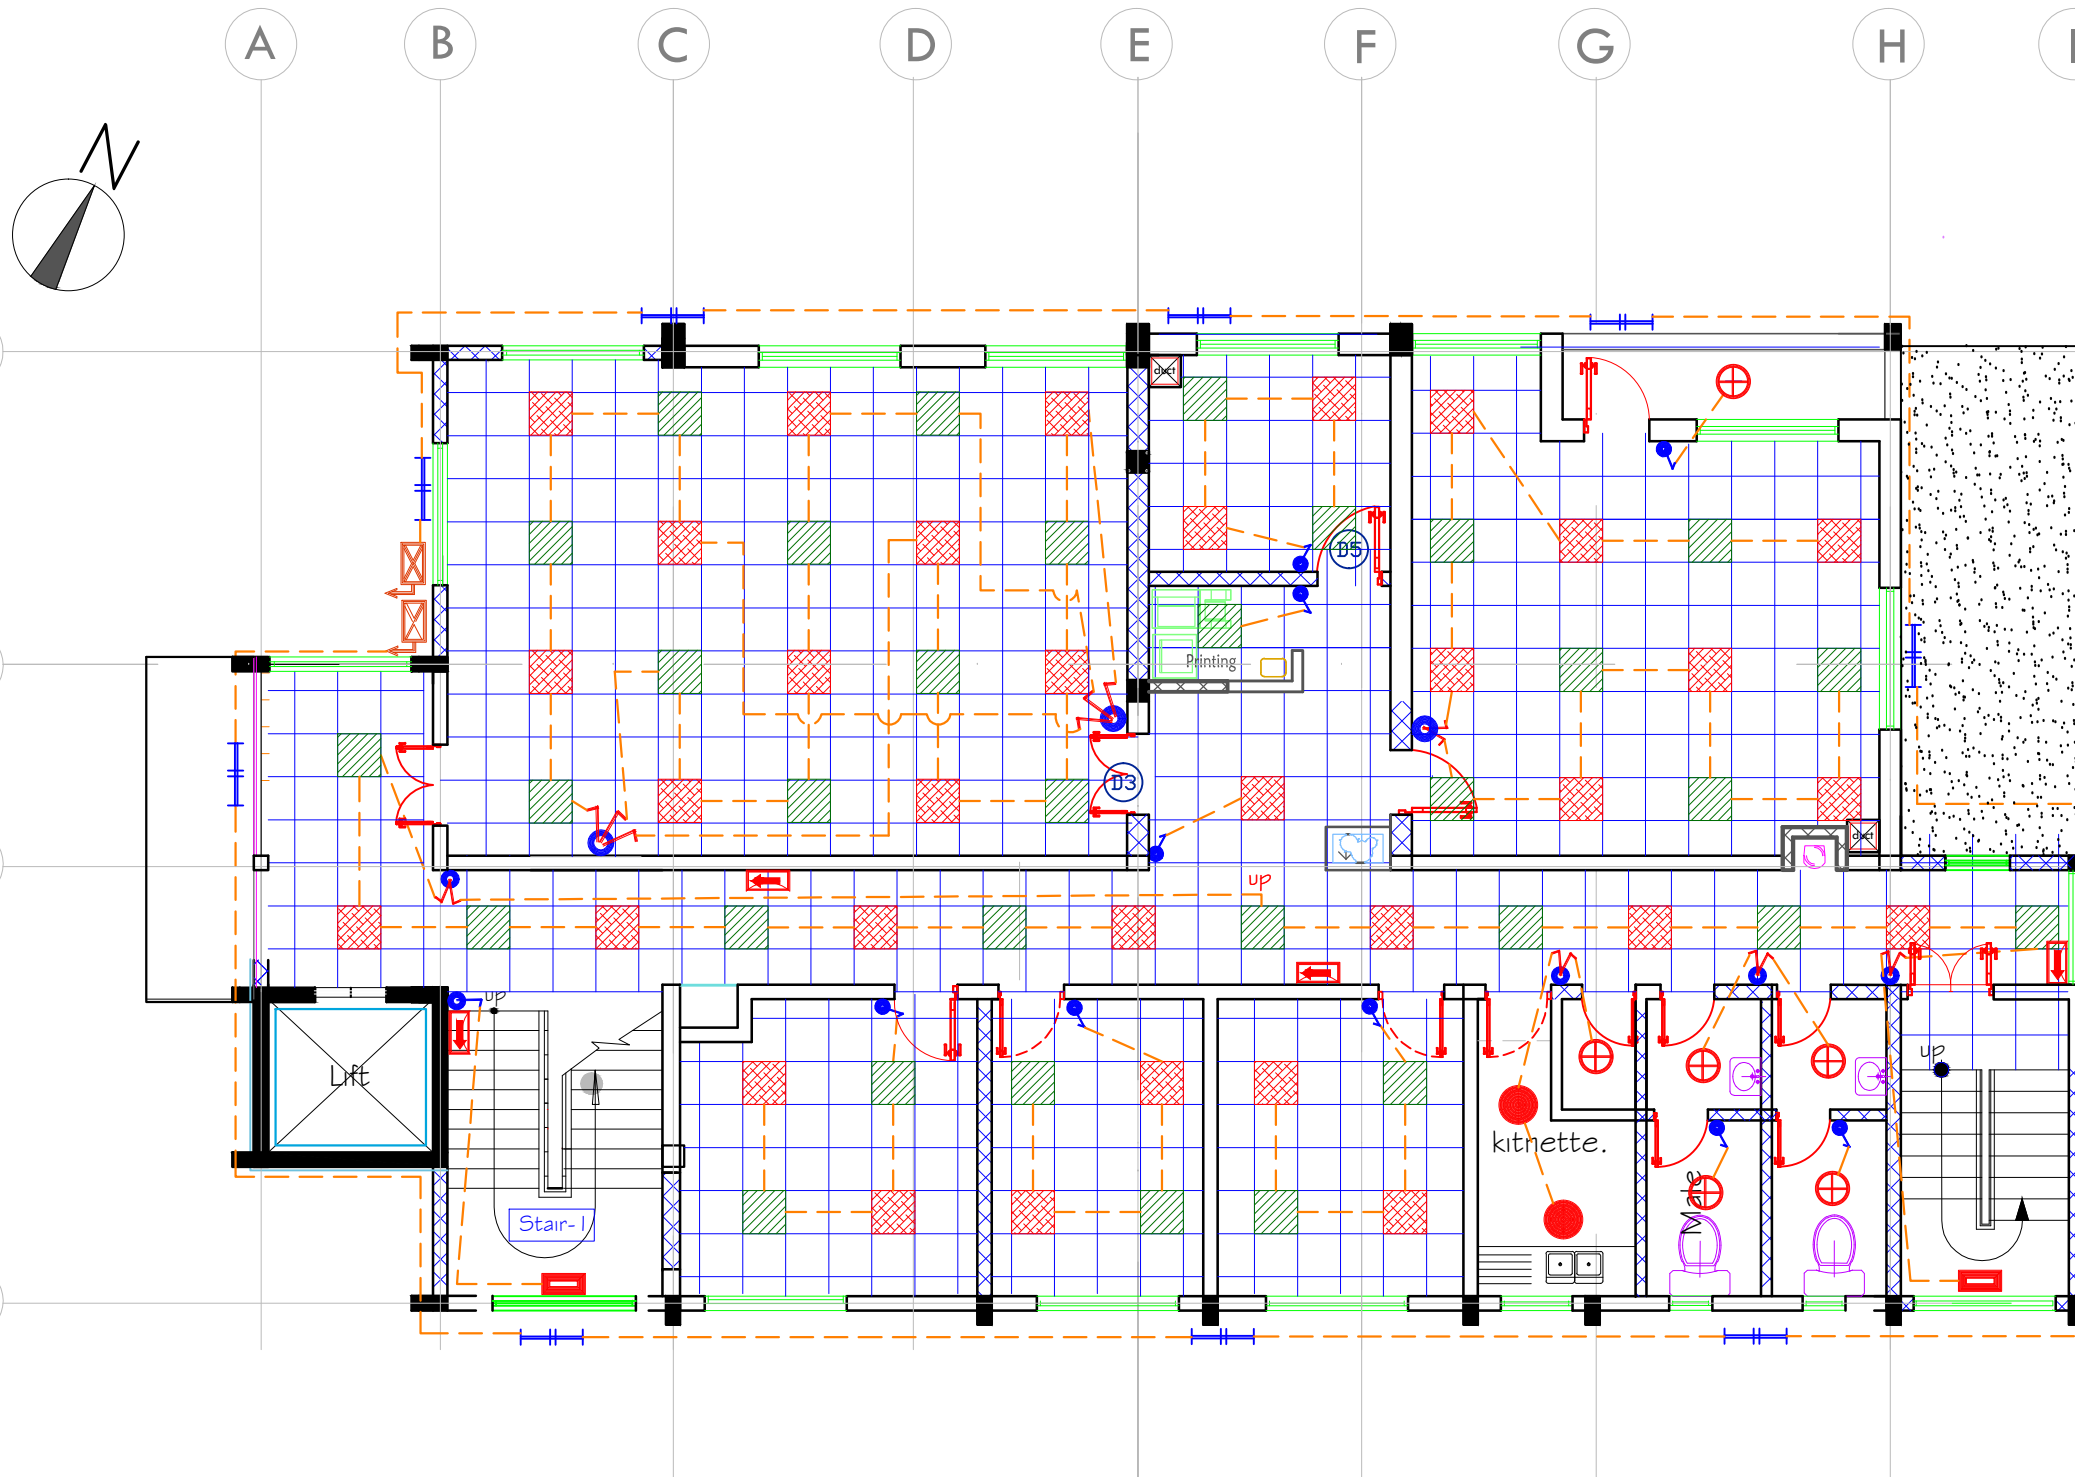 A B C D E F G H
N
duct
D5
Printing
D3
duct
up
up
Lift
up
kitnette.
Male
Stair-1